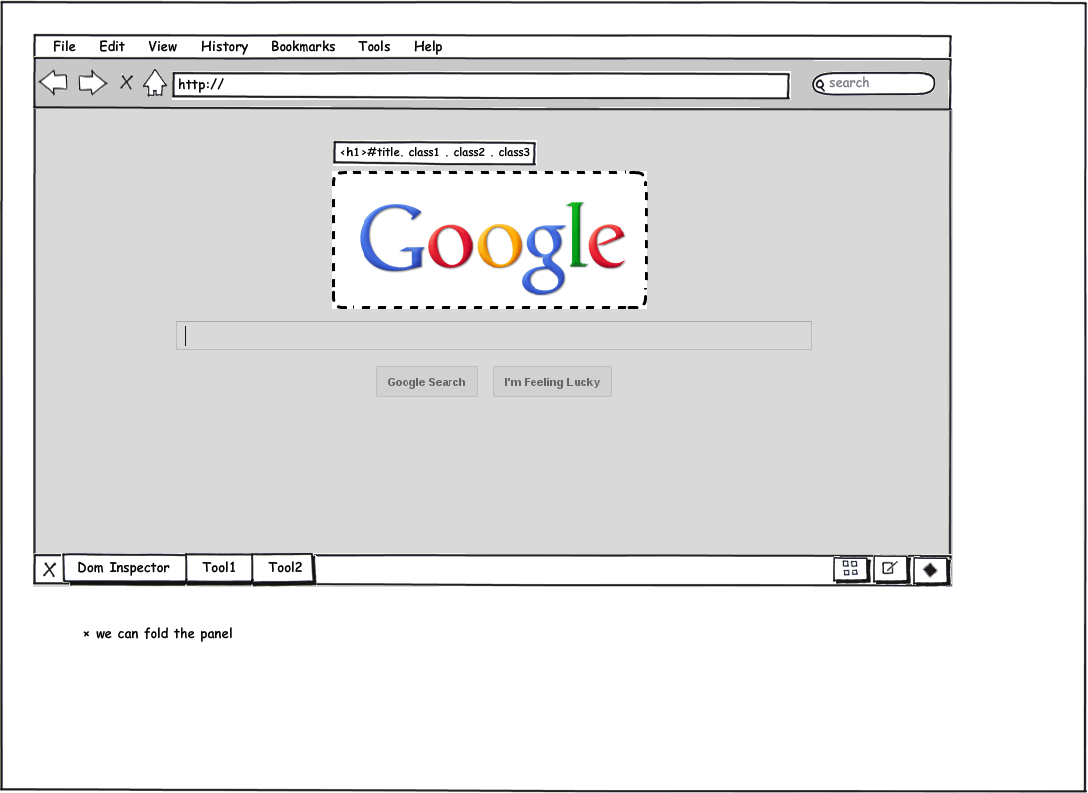 File Edit View History Bookmarks Tools Help
http:// search
<h1>#title. class1 . class2 . class3
Google
Google Search I'm Feeling Lucky
X Dom Inspector Tool1 Tool2
× we can fold the panel